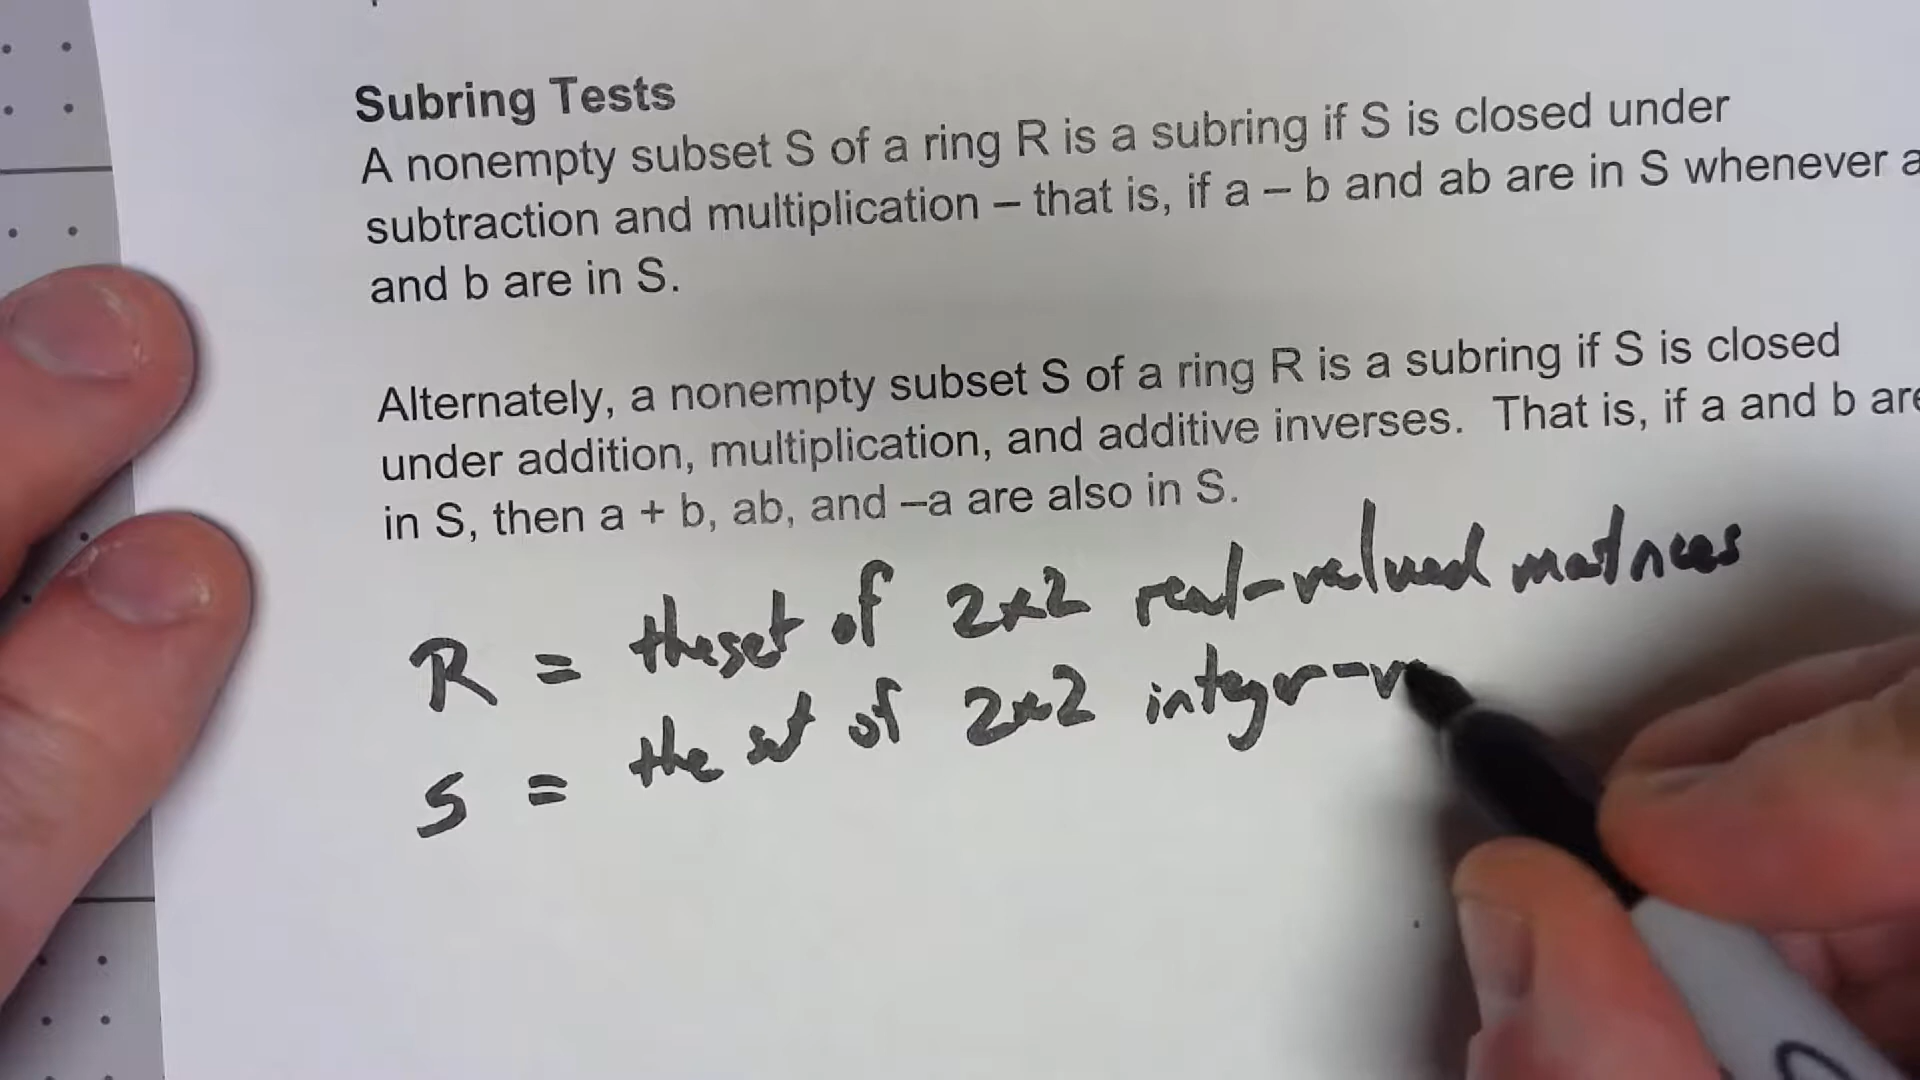 Subring Tests
A nonempty subset S of a ring R is a subring if S is closed under
subtraction and multiplication – that is, if a – b and ab are in S whenever a
and b are in S.
Alternately, a nonempty subset S of a ring R is a subring if S is closed
under addition, multiplication, and additive inverses. That is, if a and b are
in S, then a + b, ab, and –a are also in S.
R = the set of 2x2 real-valued matrices
S = the set of 2x2 integer-v